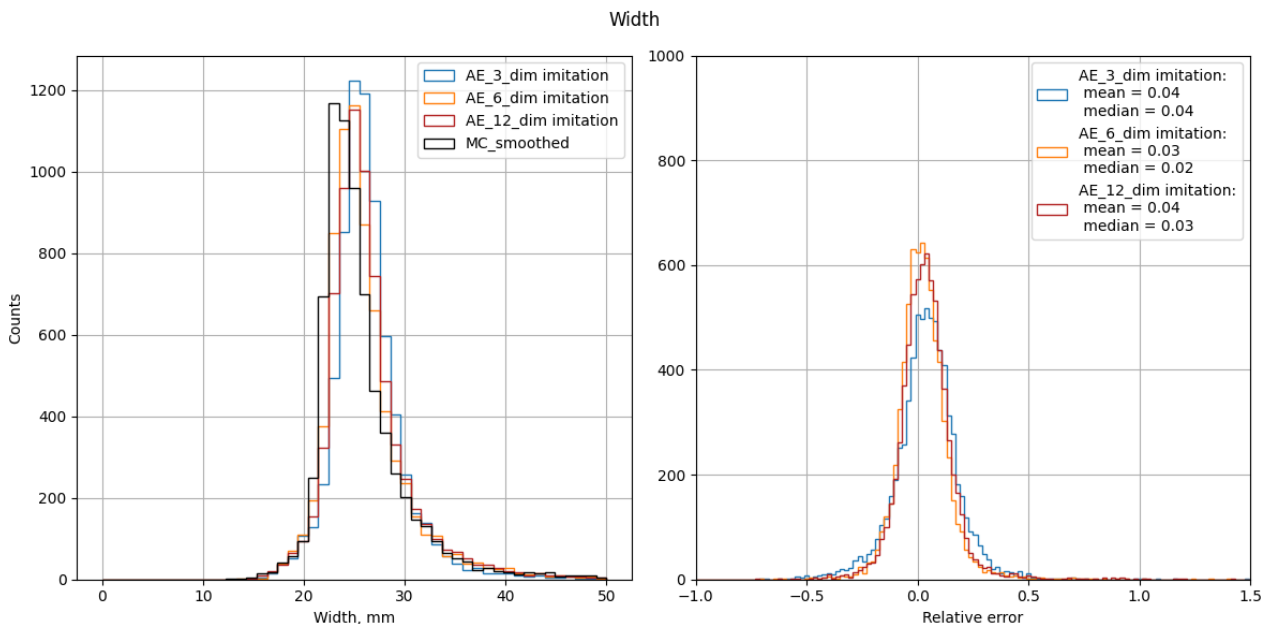 Width
1200
1000
800
600
400
200
0
Counts
0
10
20
30
40
50
Width, mm
AE_3_dim imitation
AE_6_dim imitation
AE_12_dim imitation
MC_smoothed
1000
800
600
400
200
0
−1.0
−0.5
0.0
0.5
1.0
1.5
Relative error
AE_3_dim imitation:
mean = 0.04
median = 0.04
AE_6_dim imitation:
mean = 0.03
median = 0.02
AE_12_dim imitation:
mean = 0.04
median = 0.03